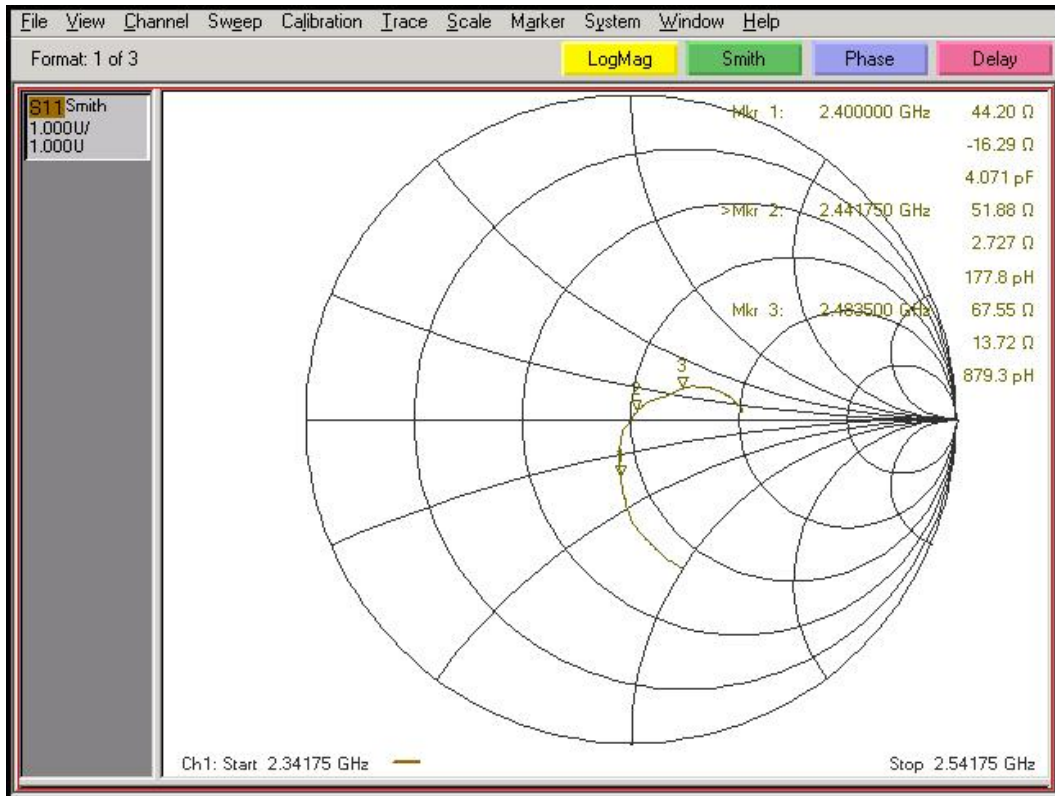 File View Channel Sweep Calibration Trace Scale Marker System Window Help
Format: 1 of 3 LogMag Smith Phase Delay
S11 Smith
1.000U/
1.000U
Mkr 1: 2.400000 GHz 44.20 Ω
-16.29 Ω
4.071 pF
>Mkr 2: 2.441750 GHz 51.88 Ω
2.727 Ω
177.8 pH
Mkr 3: 2.483500 GHz 67.55 Ω
13.72 Ω
879.3 pH
3
2
Ch1: Start 2.34175 GHz Stop 2.54175 GHz